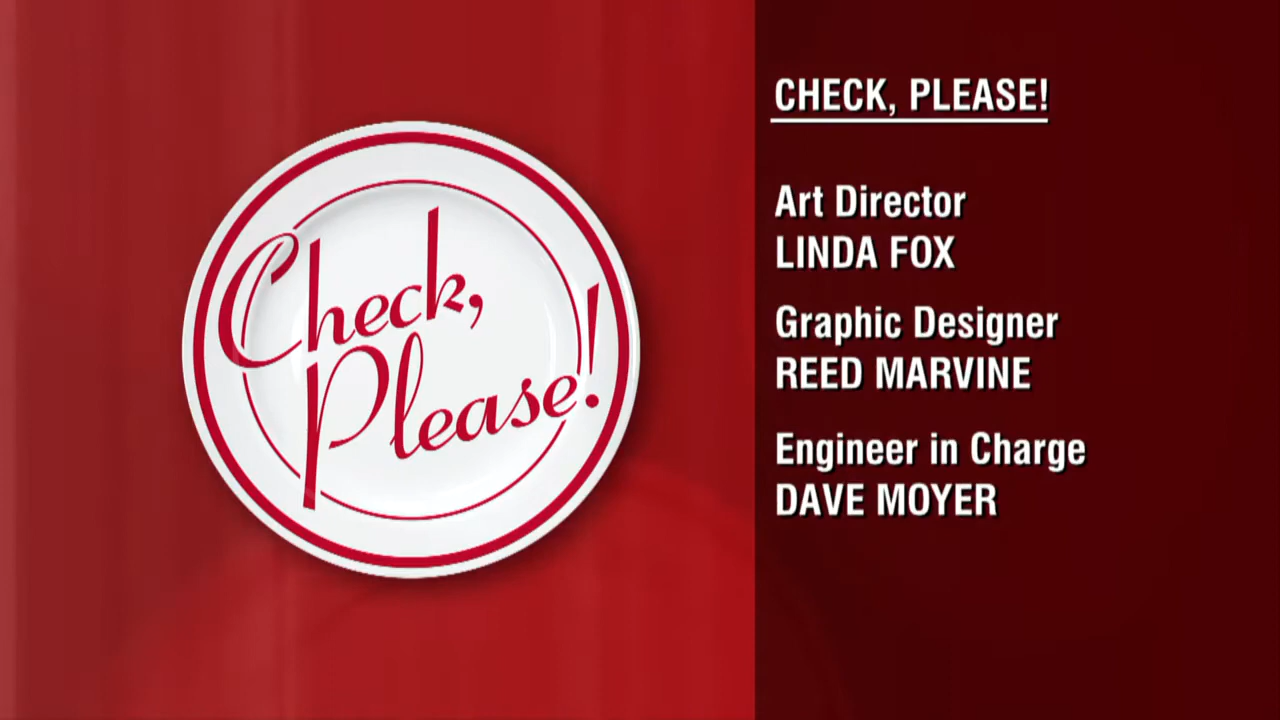 Check,
Please!
CHECK, PLEASE!
Art Director
LINDA FOX
Graphic Designer
REED MARVINE
Engineer in Charge
DAVE MOYER